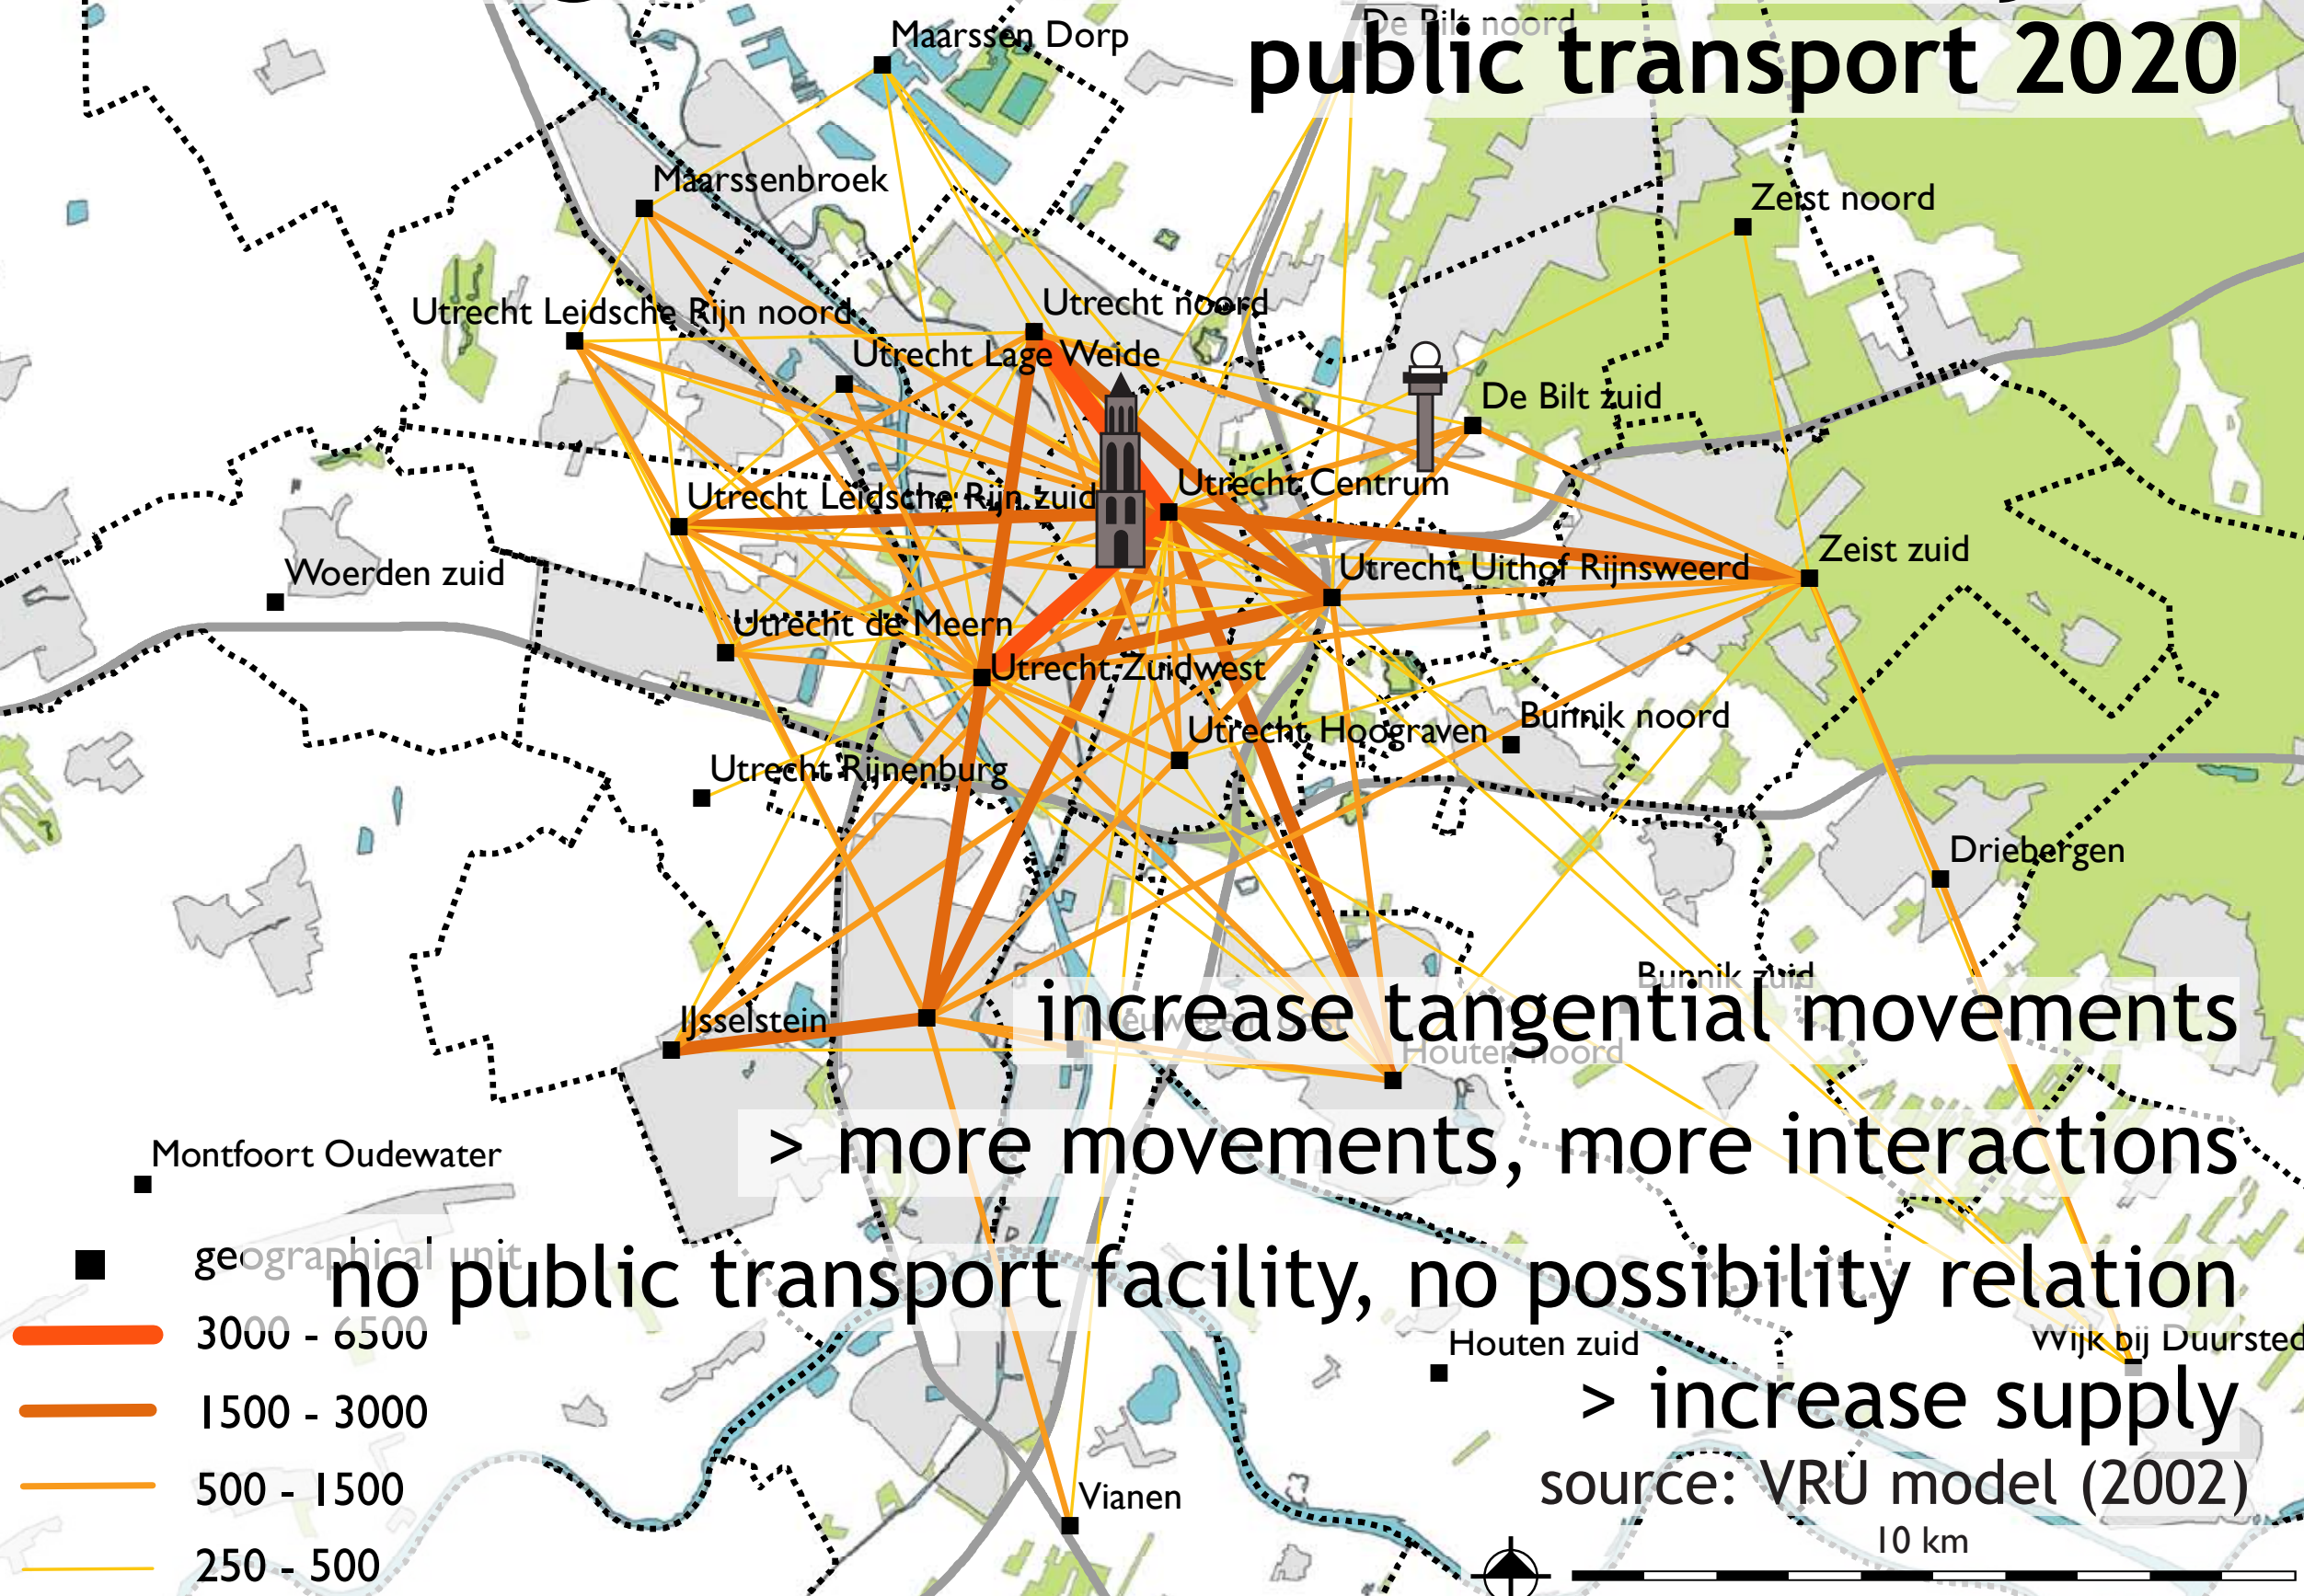 De Bilt noord
public transport 2020
Maarssen Dorp
Maarssenbroek
Zeist noord
Utrecht Leidsche Rijn noord
Utrecht noord
Utrecht Lage Weide
De Bilt zuid
Utrecht Leidsche Rijn zuid
Utrecht Centrum
Zeist zuid
Woerden zuid
Utrecht Uithof Rijnsweerd
Utrecht de Meern
Utrecht Zuidwest
Utrecht Hoograven
Bunnik noord
Utrecht Rijnenburg
Driebergen
Bunnik zuid
increase tangential movements
IJsselstein
Nieuwegein oost
Houten noord
> more movements, more interactions
Montfoort Oudewater
geographical unit
no public transport facility, no possibility relation
3000 - 6500
Houten zuid
Wijk bij Duursted
> increase supply
1500 - 3000
source: VRU model (2002)
500 - 1500
Vianen
10 km
250 - 500